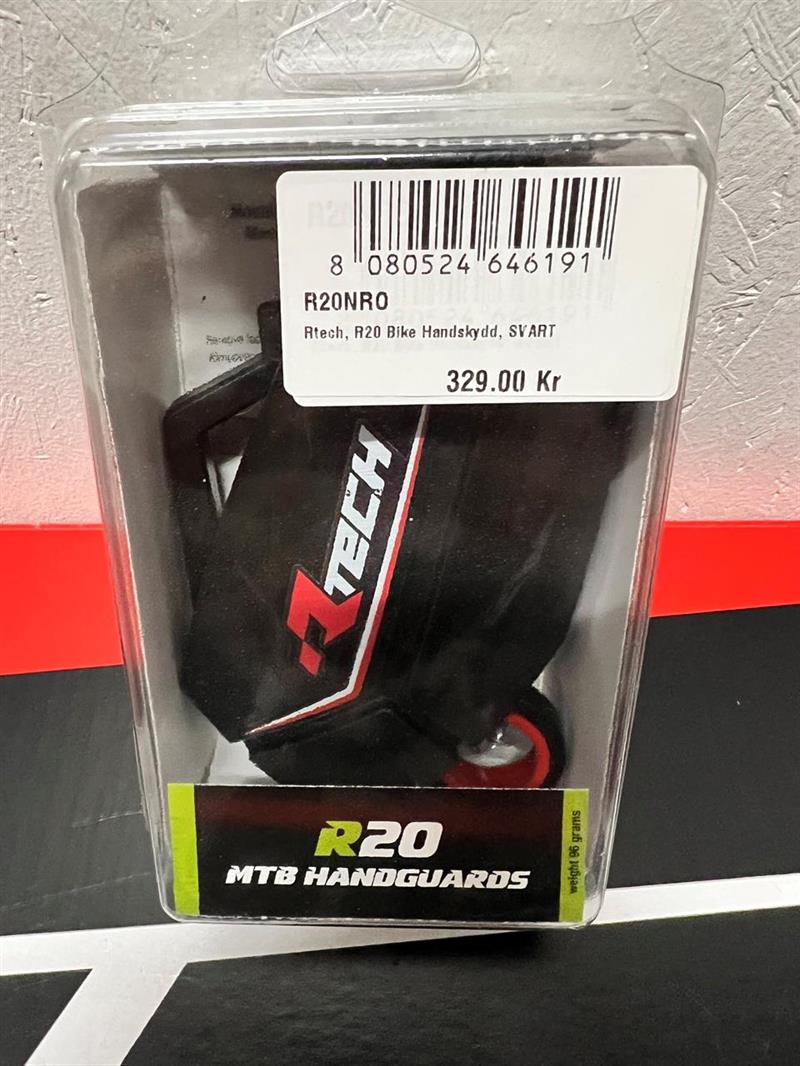 8 080524 646191
R20NRO
Rtech, R20 Bike Handskydd, SVART
329.00 Kr
RTECH
R20
MTB HANDGUARDS
weight 96 grams